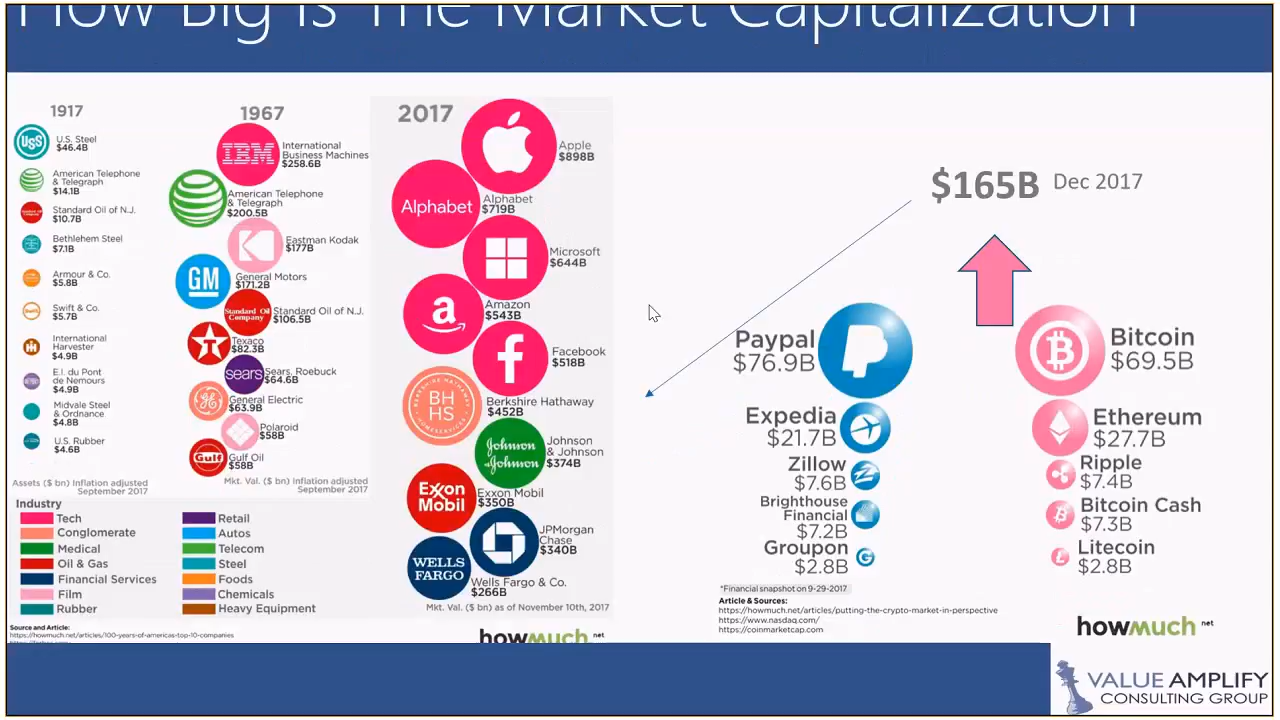 How Big Is The Market Capitalization
1917
USS
U.S. Steel
$46.4B
American Telephone
& Telegraph
$14.1B
Standard Oil of N.J.
$10.7B
Bethlehem Steel
$7.1B
Armour & Co.
$5.8B
Swift & Co.
$5.7B
International
Harvester
$4.9B
E.I. du Pont
de Nemours
$4.9B
Midvale Steel
& Ordnance
$4.8B
U.S. Rubber
$4.6B
Assets ($ bn) Inflation adjusted
September 2017
1967
IBM
International
Business Machines
$258.6B
American Telephone
& Telegraph
$200.5B
Eastman Kodak
$177B
GM
General Motors
$171.2B
Standard Oil
Company
Standard Oil of N.J.
$106.5B
Texaco
$82.3B
sears
Sears, Roebuck
$64.6B
General Electric
$63.9B
Polaroid
$58B
Gulf
Gulf Oil
$58B
Mkt. Val. ($ bn) Inflation adjusted
September 2017
2017
Apple
$898B
Alphabet
Alphabet
$719B
Microsoft
$644B
Amazon
$543B
Facebook
$518B
BERKSHIRE HATHAWAY
BH
HS
HOMESERVICES
Berkshire Hathaway
$452B
Johnson
& Johnson
Johnson
& Johnson
$374B
Exxon
Mobil
Exxon Mobil
$350B
JPMorgan
Chase
$340B
WELLS
FARGO
Wells Fargo & Co.
$266B
Mkt. Val. ($ bn) as of November 10th, 2017
Industry
Tech
Conglomerate
Medical
Oil & Gas
Financial Services
Film
Rubber
Retail
Autos
Telecom
Steel
Foods
Chemicals
Heavy Equipment
Source and Article:
https://howmuch.net/articles/100-years-of-americas-top-10-companies
howmuch.net
$165B Dec 2017
Paypal
$76.9B
Expedia
$21.7B
Zillow
$7.6B
Brighthouse
Financial
$7.2B
Groupon
$2.8B
Bitcoin
$69.5B
Ethereum
$27.7B
Ripple
$7.4B
Bitcoin Cash
$7.3B
Litecoin
$2.8B
*Financial snapshot on 9-29-2017
Article & Sources:
https://howmuch.net/articles/putting-the-crypto-market-in-perspective
https://www.nasdaq.com/
https://coinmarketcap.com
howmuch net
VALUE AMPLIFY
CONSULTING GROUP